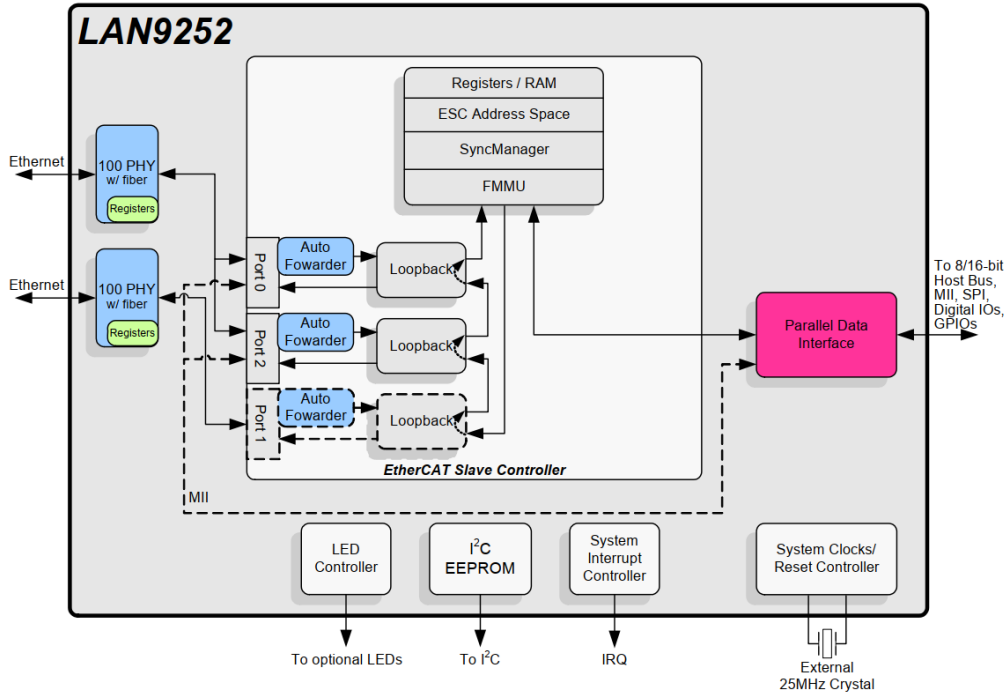 LAN9252
Registers / RAM
ESC Address Space
SyncManager
FMMU
Ethernet
100 PHY
w/ fiber
Registers
Ethernet
100 PHY
w/ fiber
Registers
Port 0
Auto
Fowarder
Loopback
Port 2
Auto
Fowarder
Loopback
Port 1
Auto
Fowarder
Loopback
EtherCAT Slave Controller
MII
Parallel Data
Interface
To 8/16-bit
Host Bus,
MII, SPI,
Digital IOs,
GPIOs
LED
Controller
I²C
EEPROM
System
Interrupt
Controller
System Clocks/
Reset Controller
To optional LEDs
To I²C
IRQ
External
25MHz Crystal